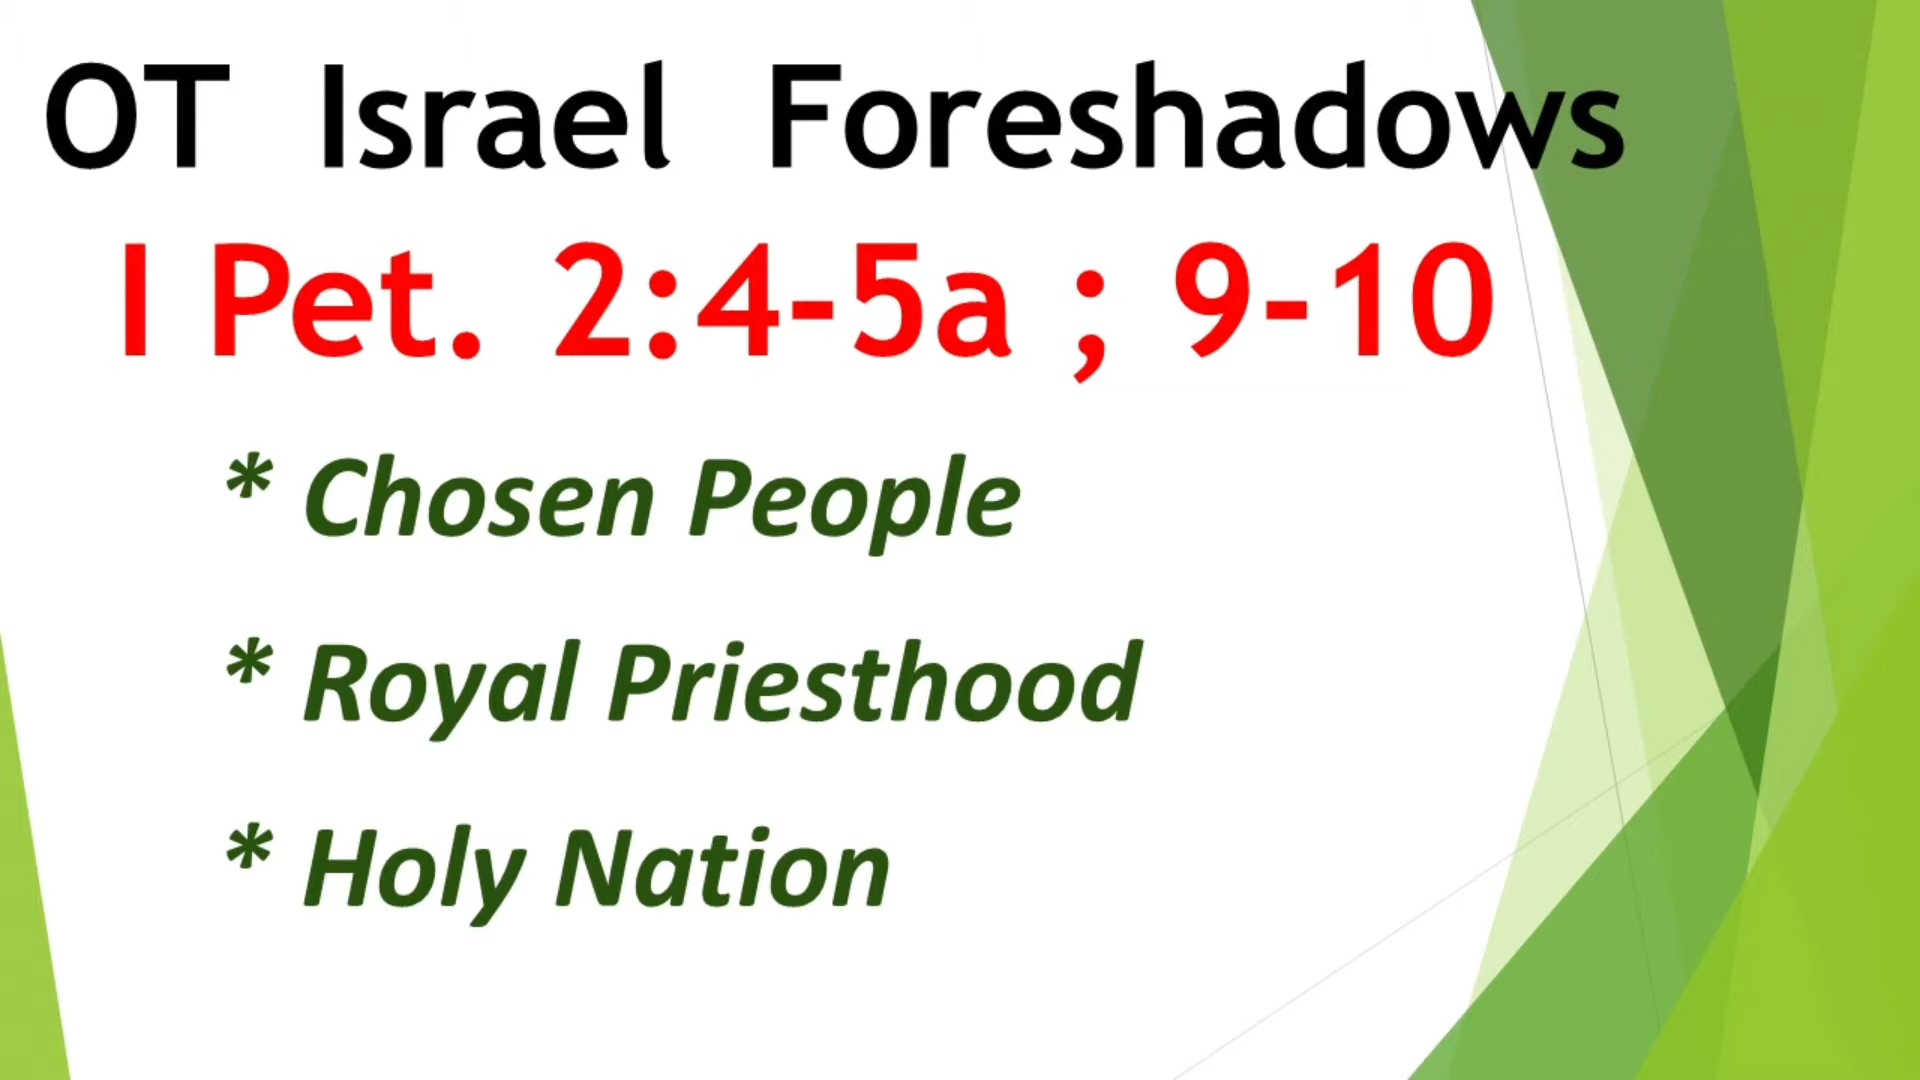 OT Israel Foreshadows
I Pet. 2:4-5a ; 9-10
* Chosen People
* Royal Priesthood
* Holy Nation